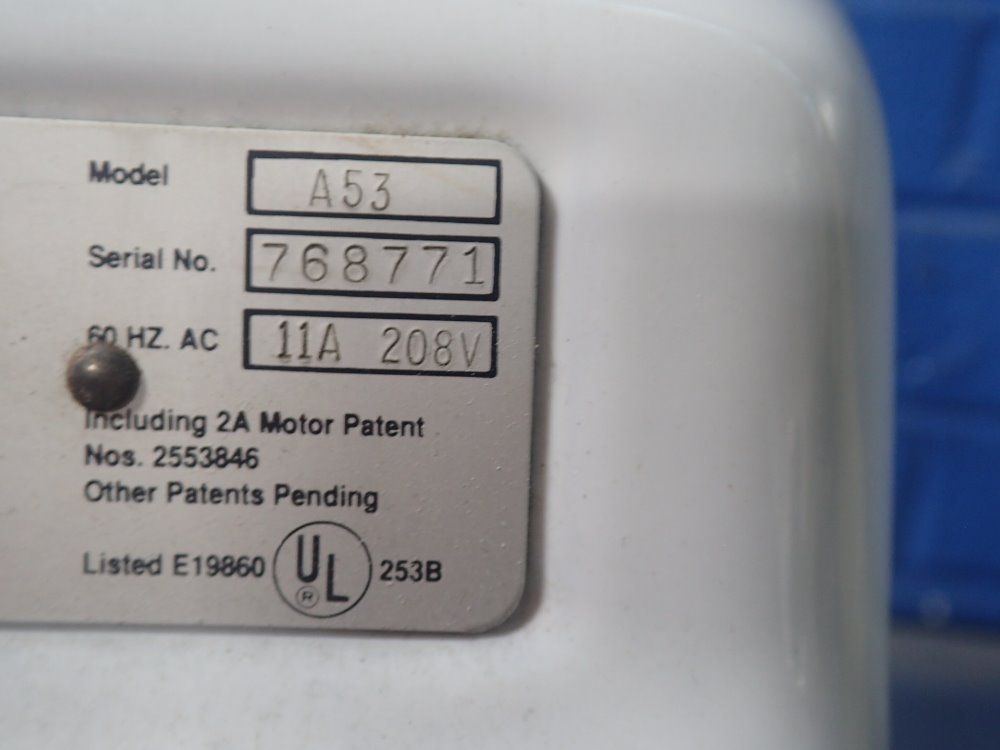 Model A53
Serial No. 768771
60 HZ. AC 11A 208V
Including 2A Motor Patent
Nos. 2553846
Other Patents Pending
Listed E19860 UL ® 253B